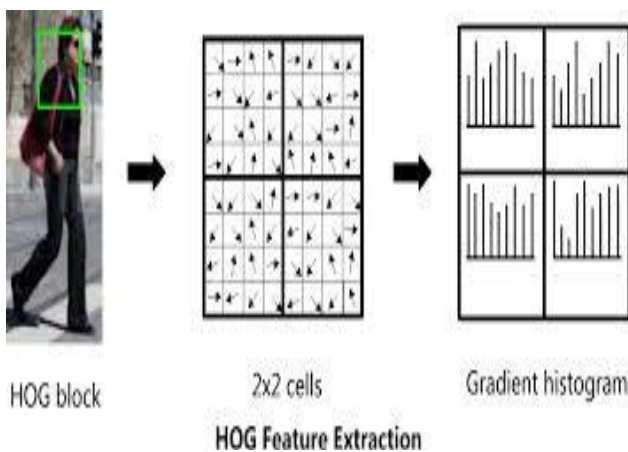 HOG block
2x2 cells
Gradient histogram
HOG Feature Extraction